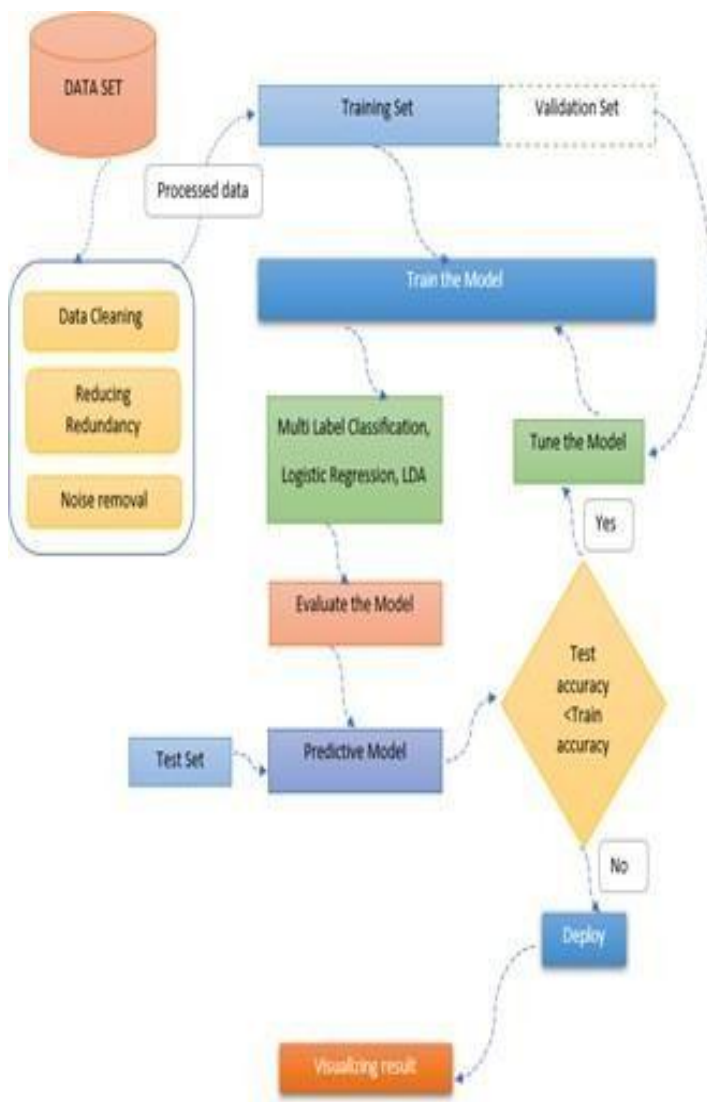 DATA SET
Training Set
Validation Set
Processed data
Train the Model
Data Cleaning
Reducing
Redundancy
Noise removal
Multi Label Classification,
Logistic Regression, LDA
Tune the Model
Yes
Evaluate the Model
Test
accuracy
<Train
accuracy
Test Set
Predictive Model
No
Deploy
Visualizing result